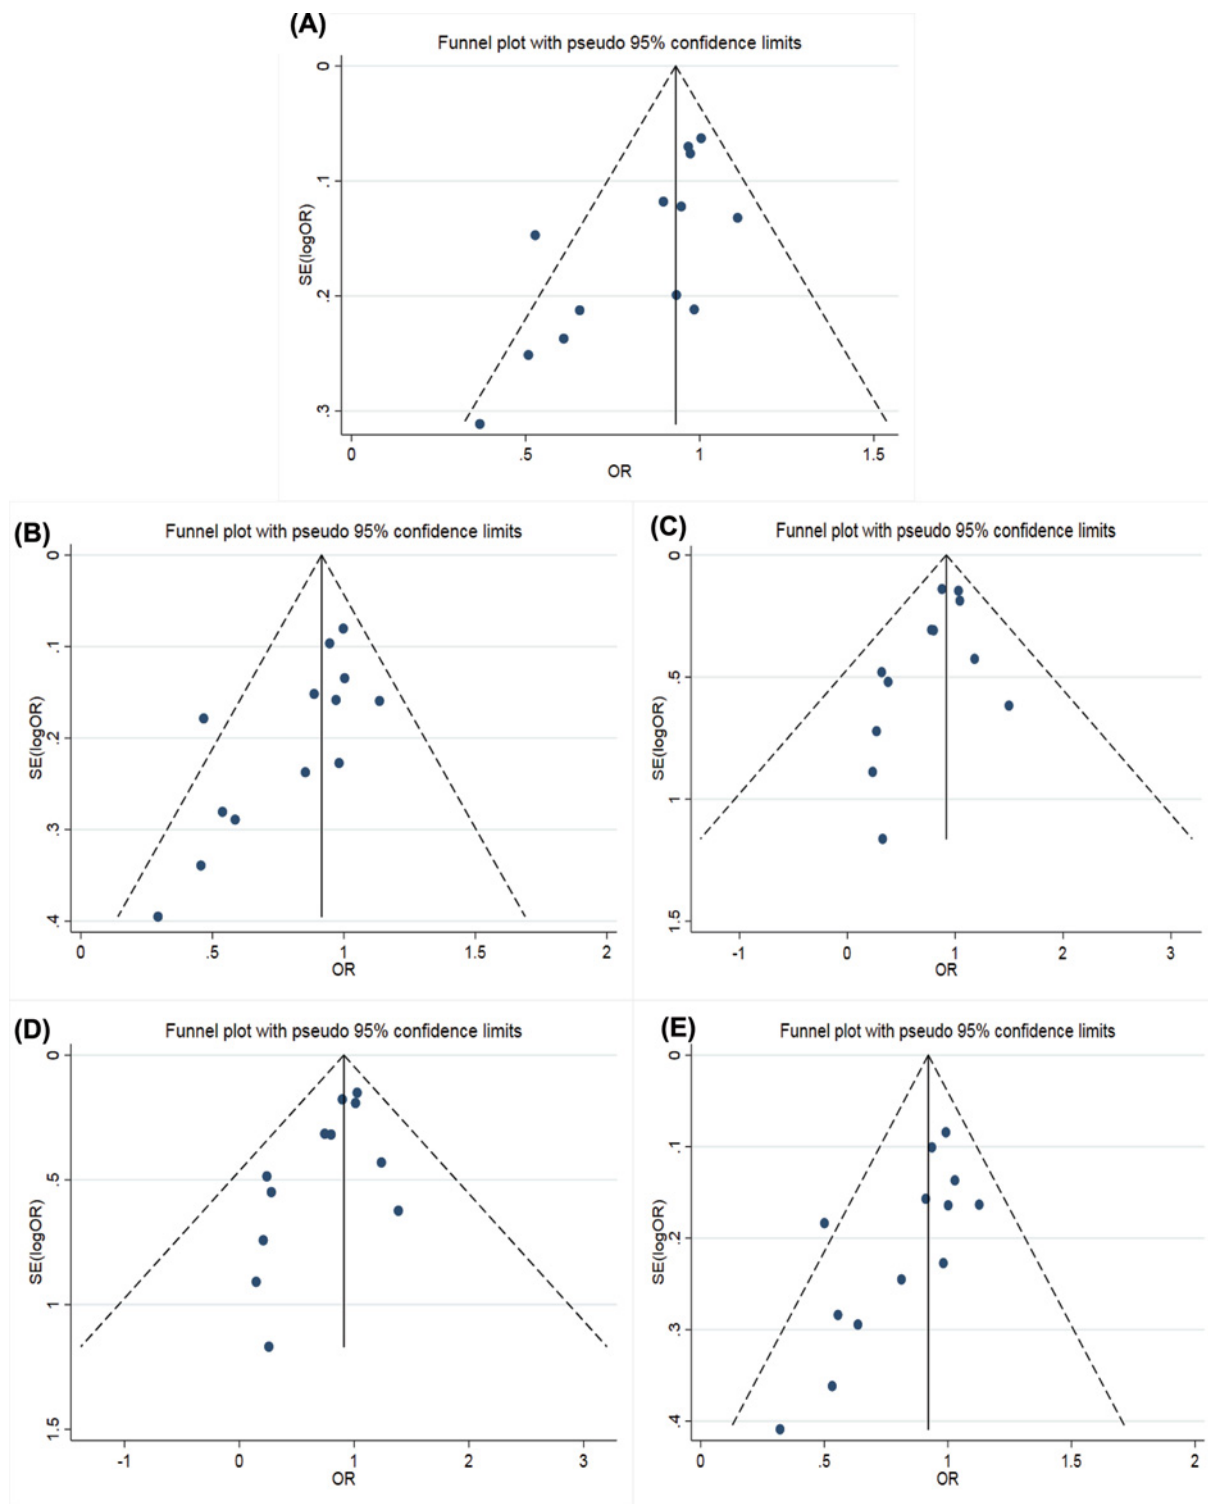 (A)
Funnel plot with pseudo 95% confidence limits
SE(logOR)
0
.1
.2
.3
0 .5 1 1.5
OR
(B)
Funnel plot with pseudo 95% confidence limits
SE(logOR)
0
.1
.2
.3
.4
0 .5 1 1.5 2
OR
(C)
Funnel plot with pseudo 95% confidence limits
SE(logOR)
0
.5
1
1.5
-1 0 1 2 3
OR
(D)
Funnel plot with pseudo 95% confidence limits
SE(logOR)
0
.5
1
1.5
-1 0 1 2 3
OR
(E)
Funnel plot with pseudo 95% confidence limits
SE(logOR)
0
.1
.2
.3
.4
0 .5 1 1.5 2
OR